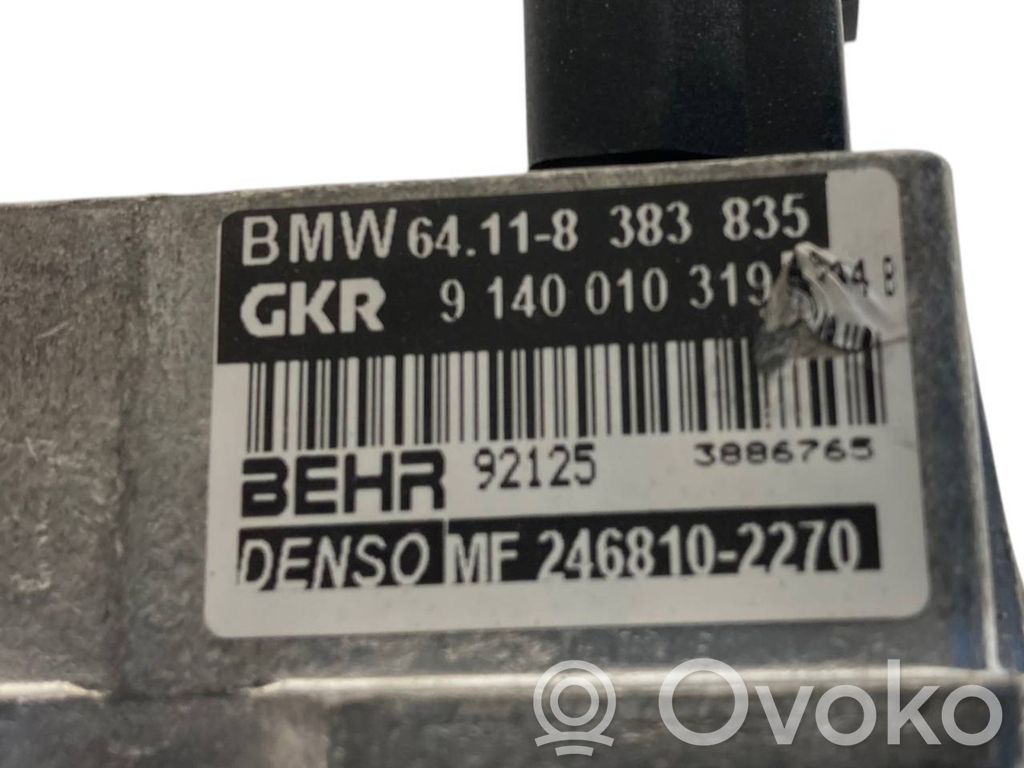 BMW 64.11-8 383 835
GKR 9 140 010 319
BEHR 92125 3886765
DENSO MF 246810-2270
Ovoko